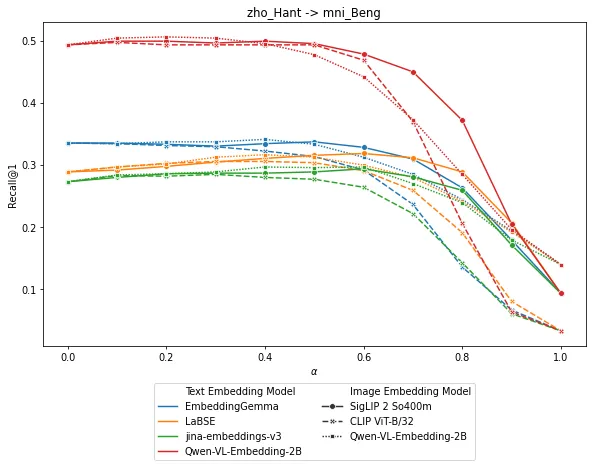 zho_Hant -> mni_Beng
Recall@1
0.5
0.4
0.3
0.2
0.1
0.0 0.2 0.4 0.6 0.8 1.0
α
Text Embedding Model
EmbeddingGemma
LaBSE
jina-embeddings-v3
Qwen-VL-Embedding-2B
Image Embedding Model
SigLIP 2 So400m
CLIP ViT-B/32
Qwen-VL-Embedding-2B